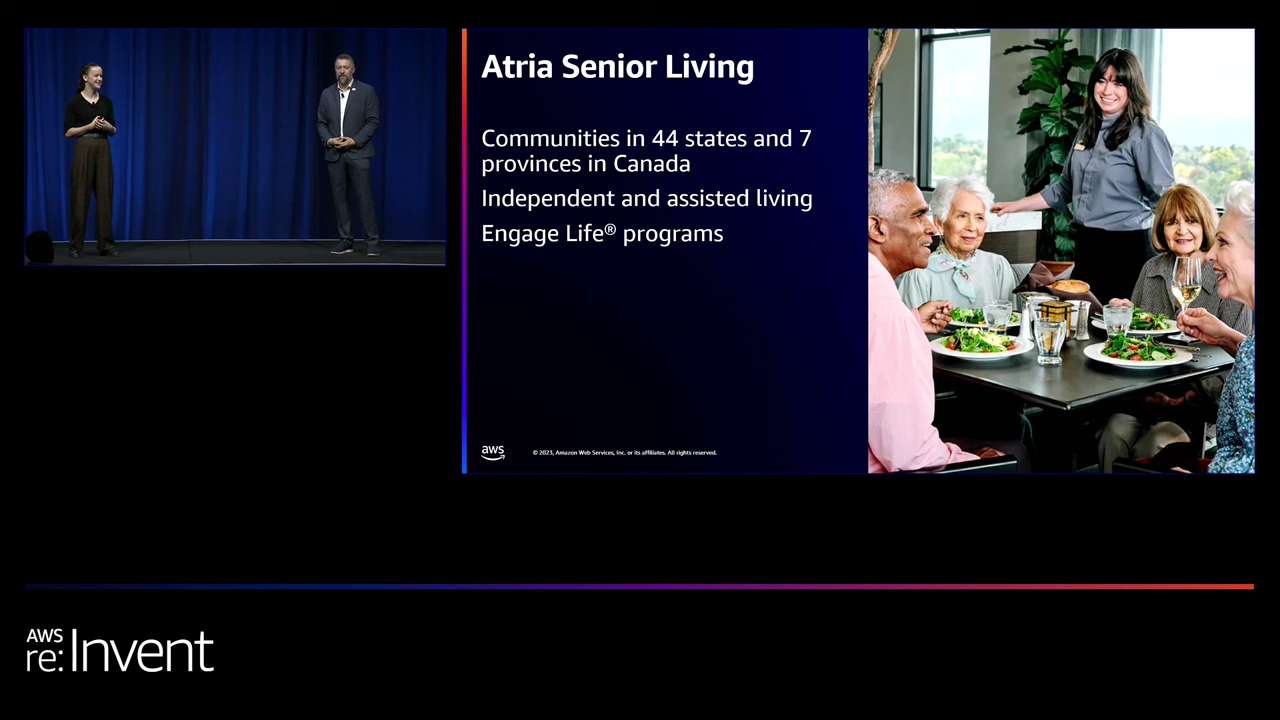 Atria Senior Living
Communities in 44 states and 7
provinces in Canada
Independent and assisted living
Engage Life® programs
aws
© 2023, Amazon Web Services, Inc. or its affiliates. All rights reserved.
AWS
re:Invent